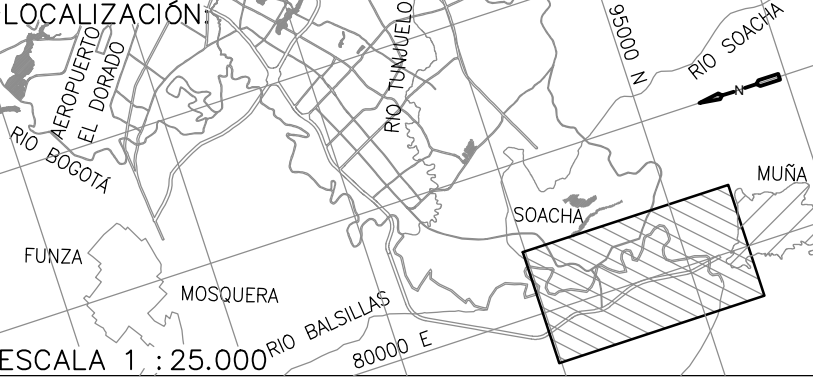 LOCALIZACIÓN:
AEROPUERTO
EL DORADO
RIO BOGOTÁ
RIO TUNJUELO
95000 N
RIO SOACHA
N
MUÑA
SOACHA
FUNZA
MOSQUERA
RIO BALSILLAS
80000 E
ESCALA 1 : 25.000